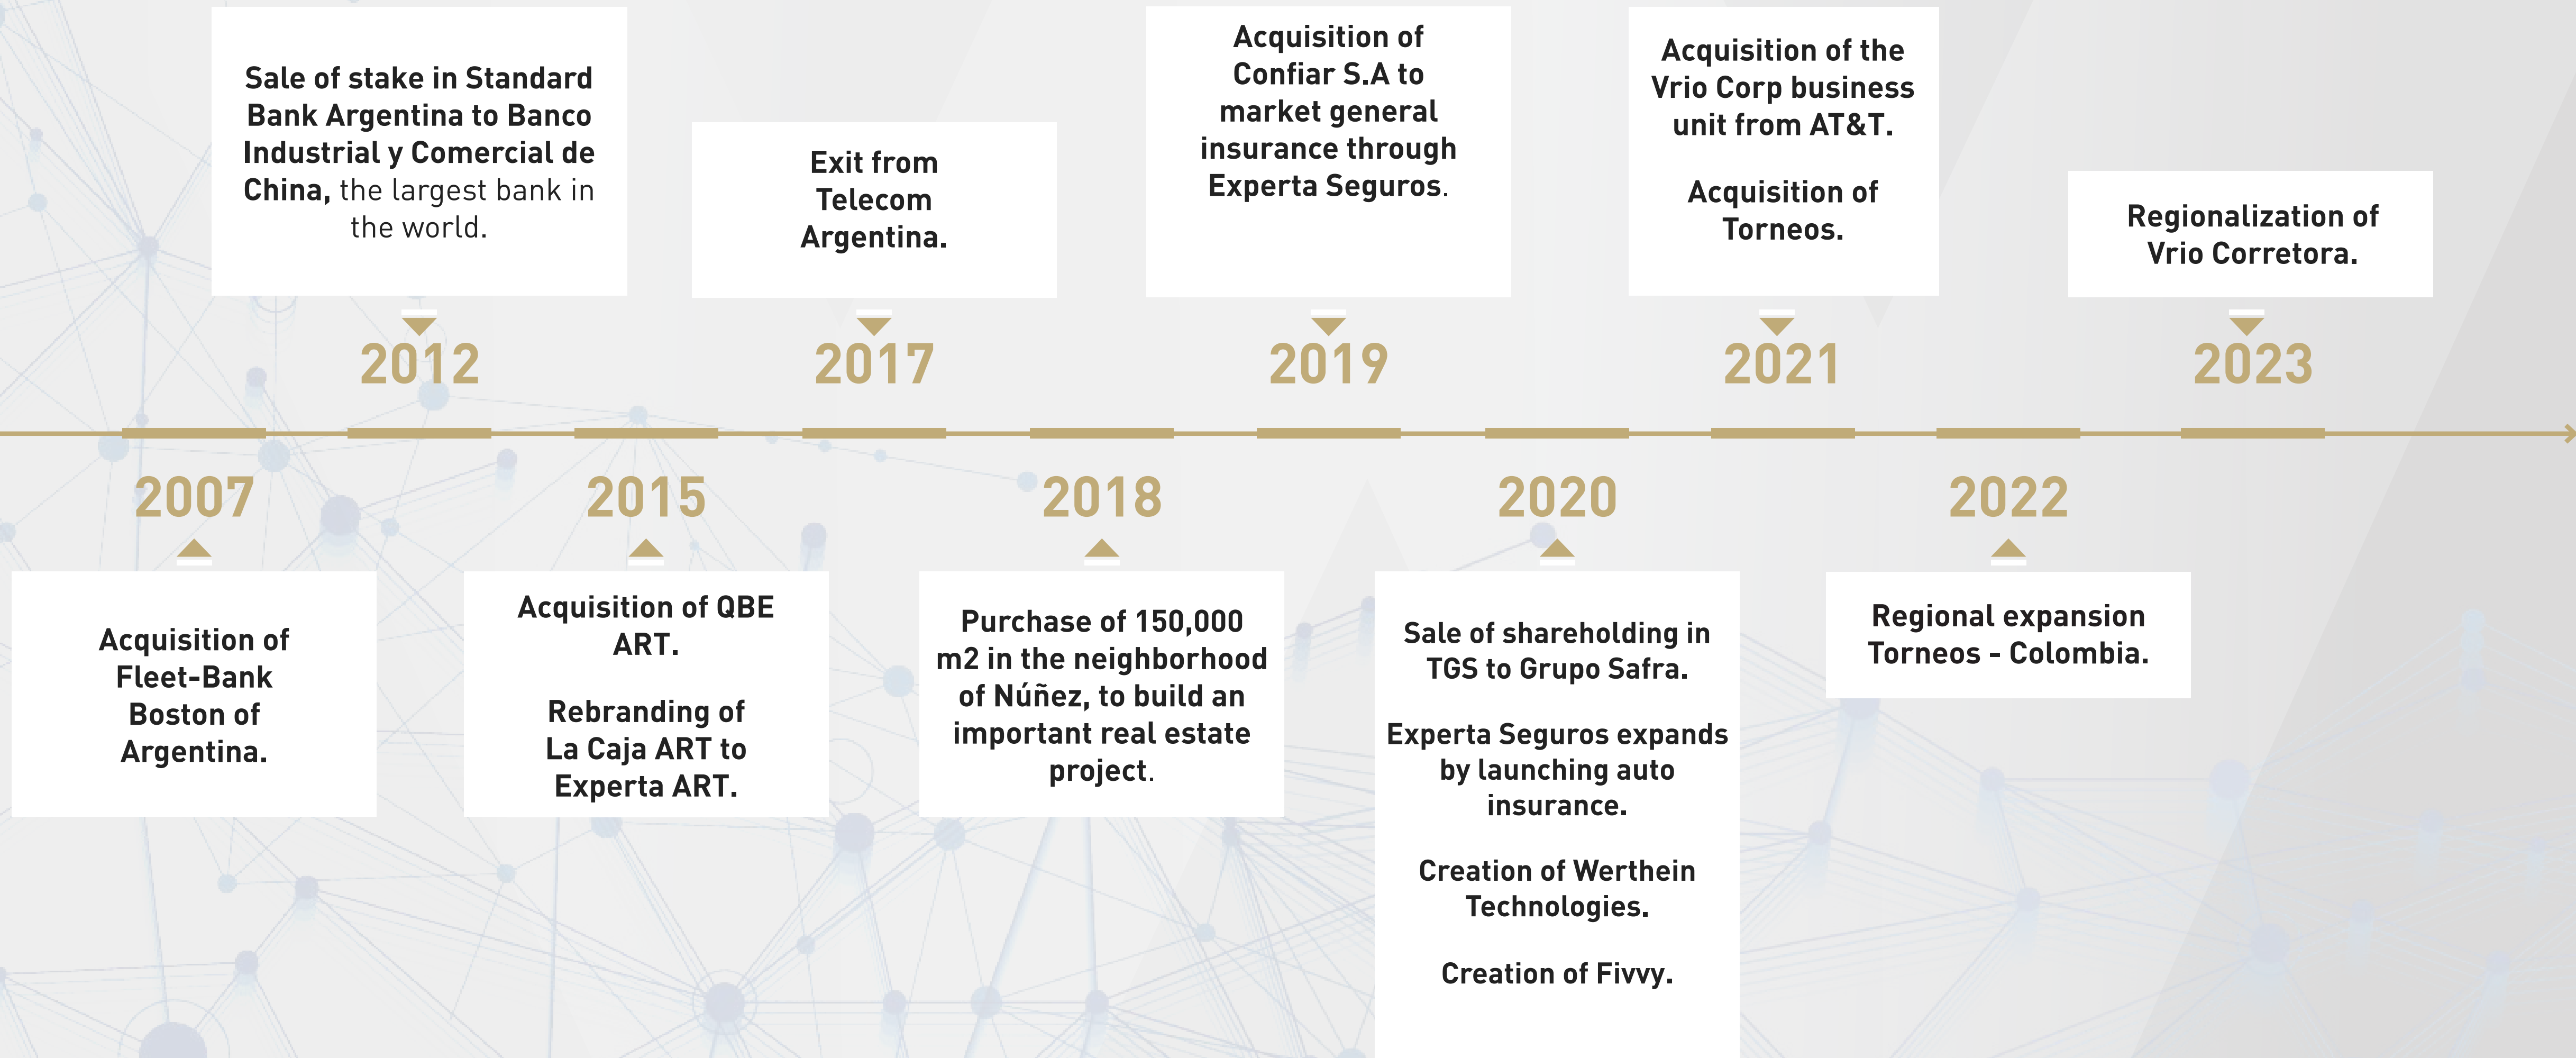 Sale of stake in Standard
Bank Argentina to Banco
Industrial y Comercial de
China, the largest bank in
the world.
2012
Exit from
Telecom
Argentina.
2017
Acquisition of
Confiar S.A to
market general
insurance through
Experta Seguros.
2019
Acquisition of the
Vrio Corp business
unit from AT&T.
Acquisition of
Torneos.
2021
Regionalization of
Vrio Corretora.
2023
2007
Acquisition of
Fleet-Bank
Boston of
Argentina.
2015
Acquisition of QBE
ART.
Rebranding of
La Caja ART to
Experta ART.
2018
Purchase of 150,000
m2 in the neighborhood
of Núñez, to build an
important real estate
project.
2020
Sale of shareholding in
TGS to Grupo Safra.
Experta Seguros expands
by launching auto
insurance.
Creation of Werthein
Technologies.
Creation of Fivvy.
2022
Regional expansion
Torneos - Colombia.